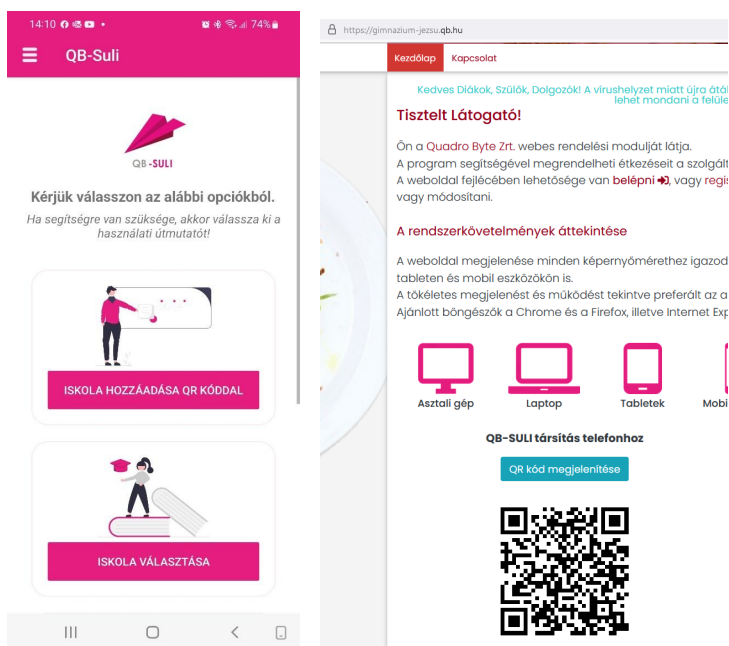 14:10
74%
QB-Suli
QB-SULI
Kérjük válasszon az alábbi opciókból.
Ha segítségre van szüksége, akkor válassza ki a
használati útmutatót!
ISKOLA HOZZÁADÁSA QR KÓDDAL
ISKOLA VÁLASZTÁSA
https://gimnazium-jezsu.qb.hu
Kezdőlap Kapcsolat
Kedves Diákok, Szülők, Dolgozók! A vírushelyzet miatt újra átál
lehet mondani a felüle
Tisztelt Látogató!
Ön a Quadro Byte Zrt. webes rendelési modulját látja.
A program segítségével megrendelheti étkezéseit a szolgált
A weboldal fejlécében lehetősége van belépni, vagy regis
vagy módosítani.
A rendszerkövetelmények áttekintése
A weboldal megjelenése minden képernyőmérethez igazod
tableten és mobil eszközökön is.
A tökéletes megjelenést és működést tekintve preferált az a
Ajánlott böngészők a Chrome és a Firefox, illetve Internet Exp
Asztali gép Laptop Tabletek Mobi
QB-SULI társítás telefonhoz
QR kód megjelenítése